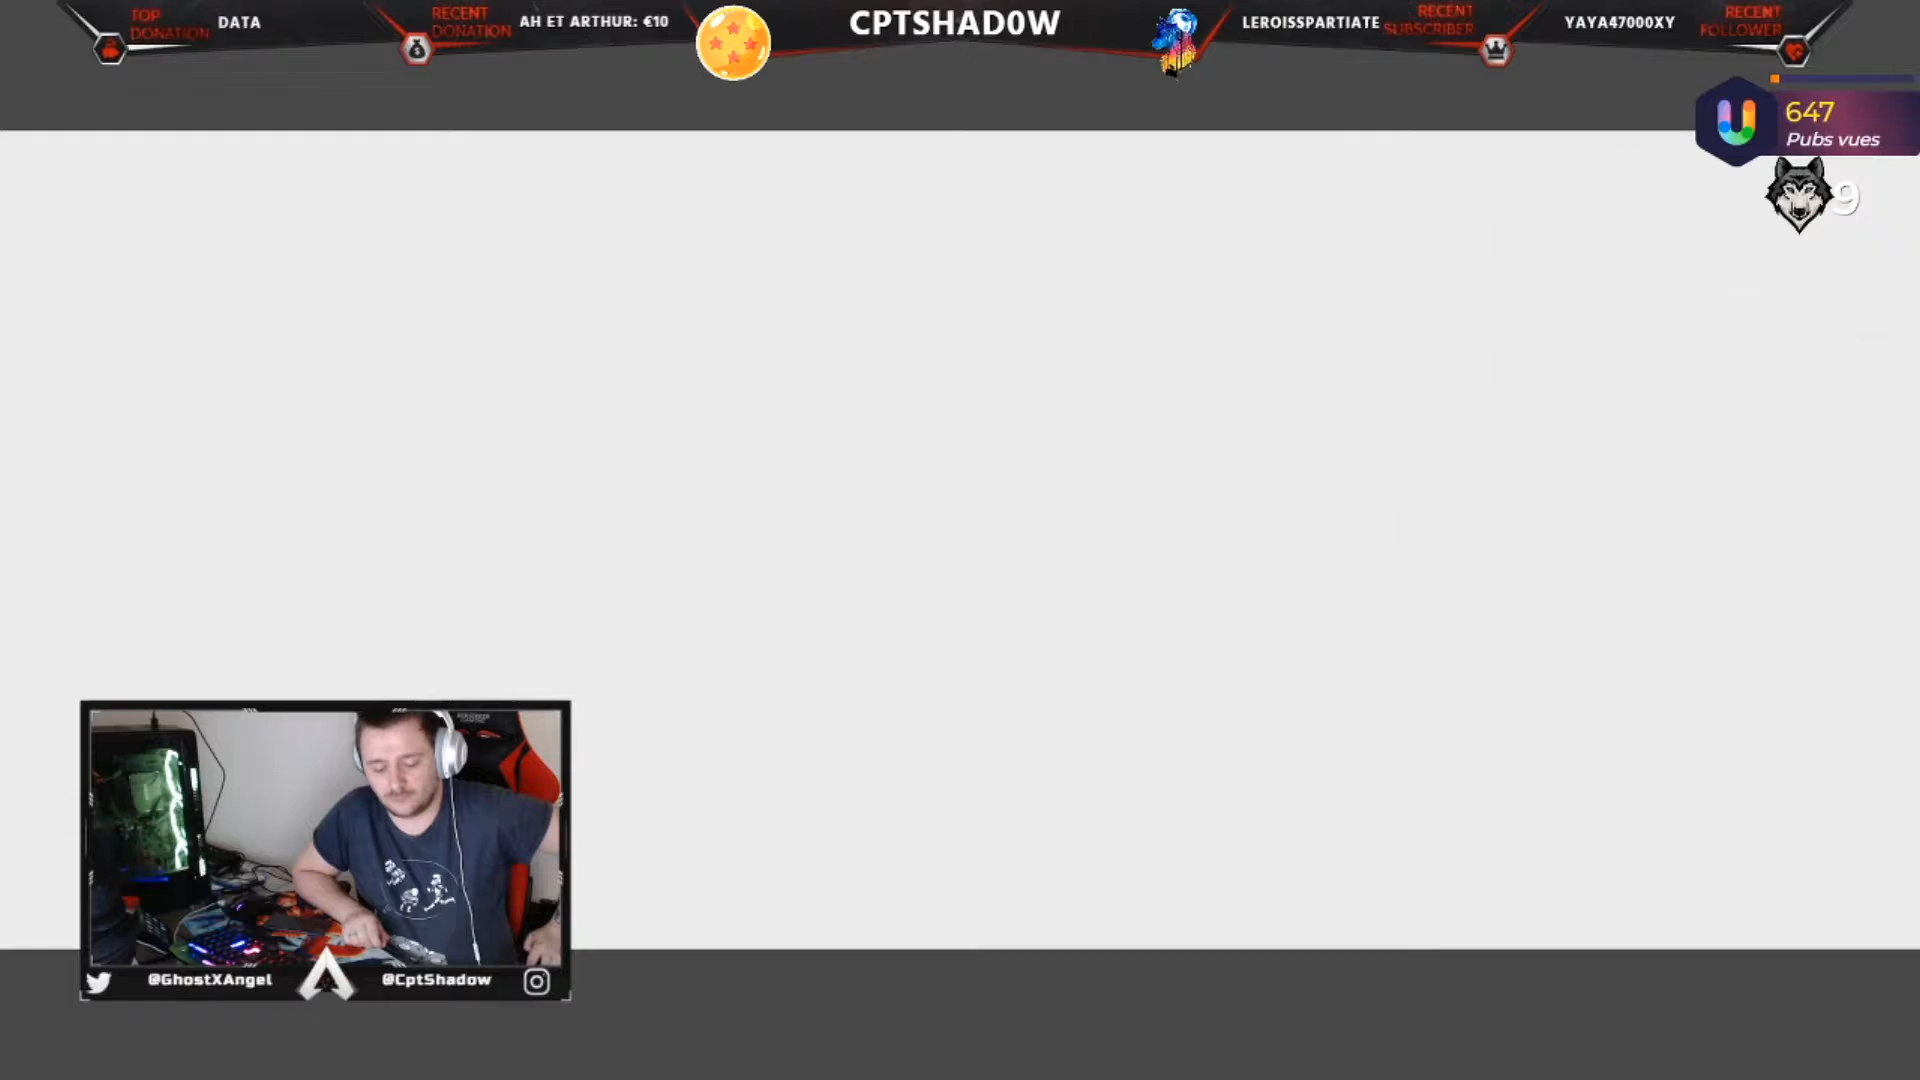 TOP
DONATION
DATA
RECENT
DONATION
AH ET ARTHUR: €10
CPTSHAD0W
LEROISSPARTIATE
RECENT
SUBSCRIBER
YAYA47000XY
RECENT
FOLLOWER
647
Pubs vues
9
@GhostXAngel
@CptShadow